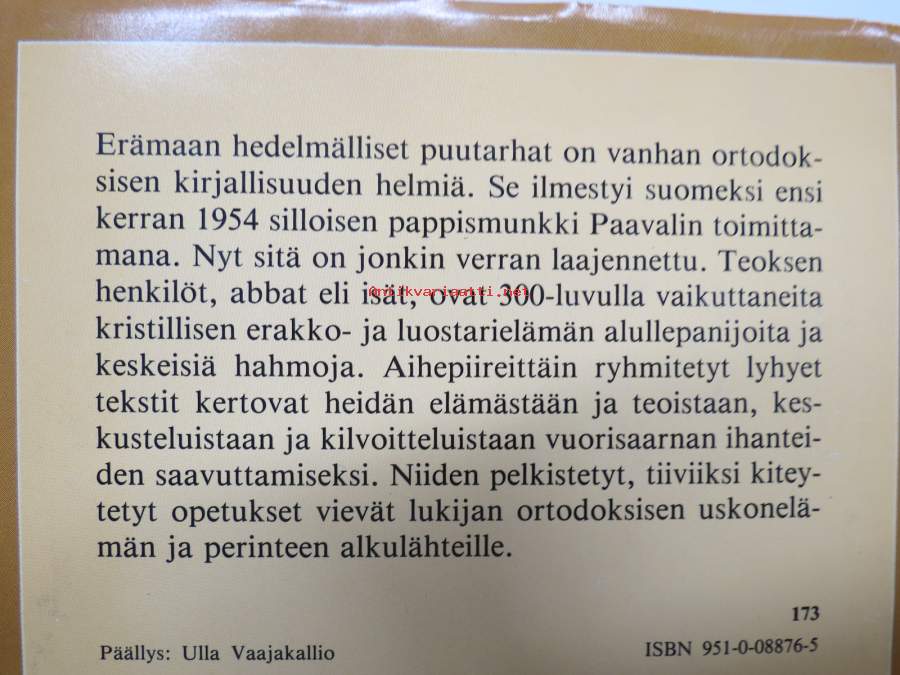 Erämaan hedelmälliset puutarhat on vanhan ortodok-
sisen kirjallisuuden helmiä. Se ilmestyi suomeksi ensi
kerran 1954 silloisen pappismunkki Paavalin toimitta-
mana. Nyt sitä on jonkin verran laajennettu. Teoksen
henkilöt, abbat eli isät, ovat 300-luvulla vaikuttaneita
Antikvariaatti.net
kristillisen erakko- ja luostarielämän alullepanijoita ja
keskeisiä hahmoja. Aihepiireittäin ryhmitetyt lyhyet
tekstit kertovat heidän elämästään ja teoistaan, kes-
kusteluistaan ja kilvoitteluistaan vuorisaarnan ihantei-
den saavuttamiseksi. Niiden pelkistetyt, tiiviiksi kitey-
tetyt opetukset vievät lukijan ortodoksisen uskonelä-
män ja perinteen alkulähteille.
173
Päällys: Ulla Vaajakallio
ISBN 951-0-08876-5